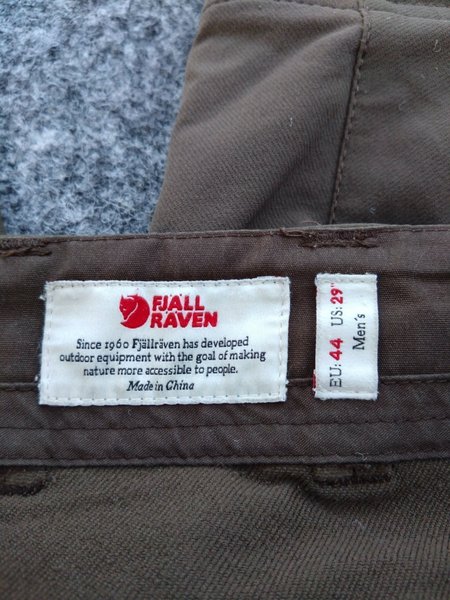 FJÄLL
RÄVEN
Since 1960 Fjällräven has developed
outdoor equipment with the goal of making
nature more accessible to people.
Made in China
EU: 44 US: 29"
Men's